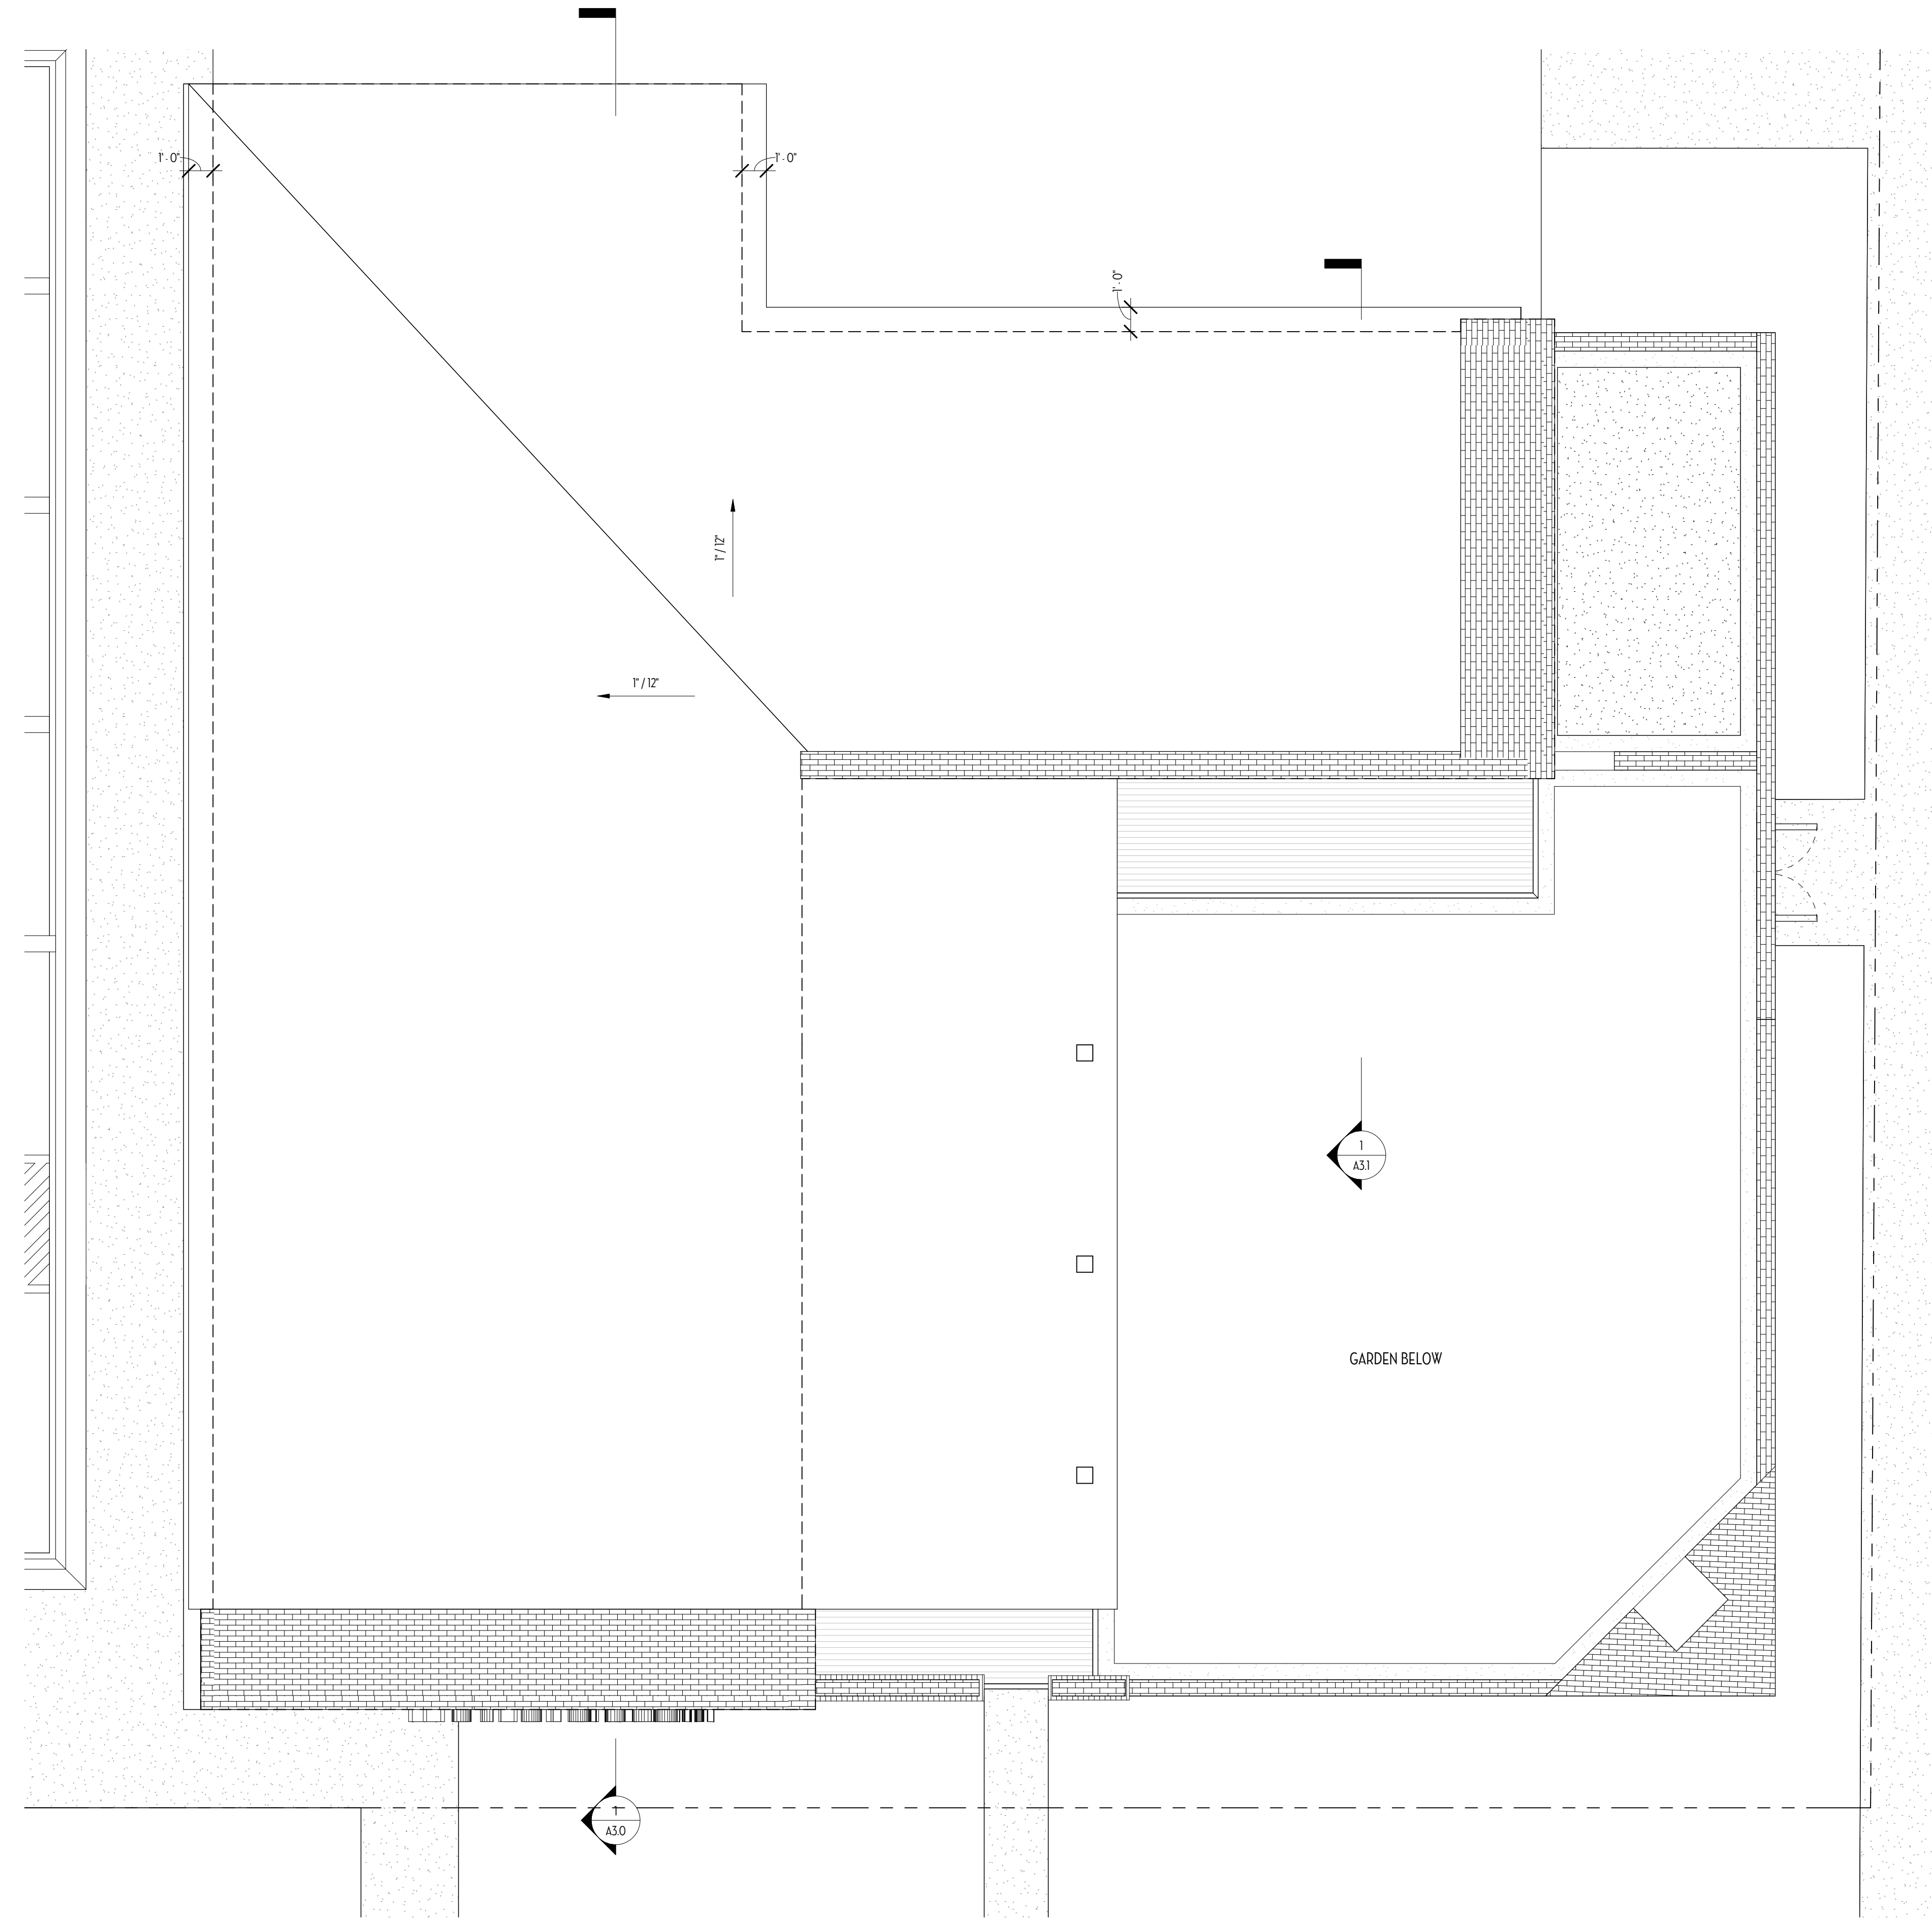 1' - 0"
1' - 0"
1' - 0"
1" / 12"
1" / 12"
1
A3.1
GARDEN BELOW
1
A3.0